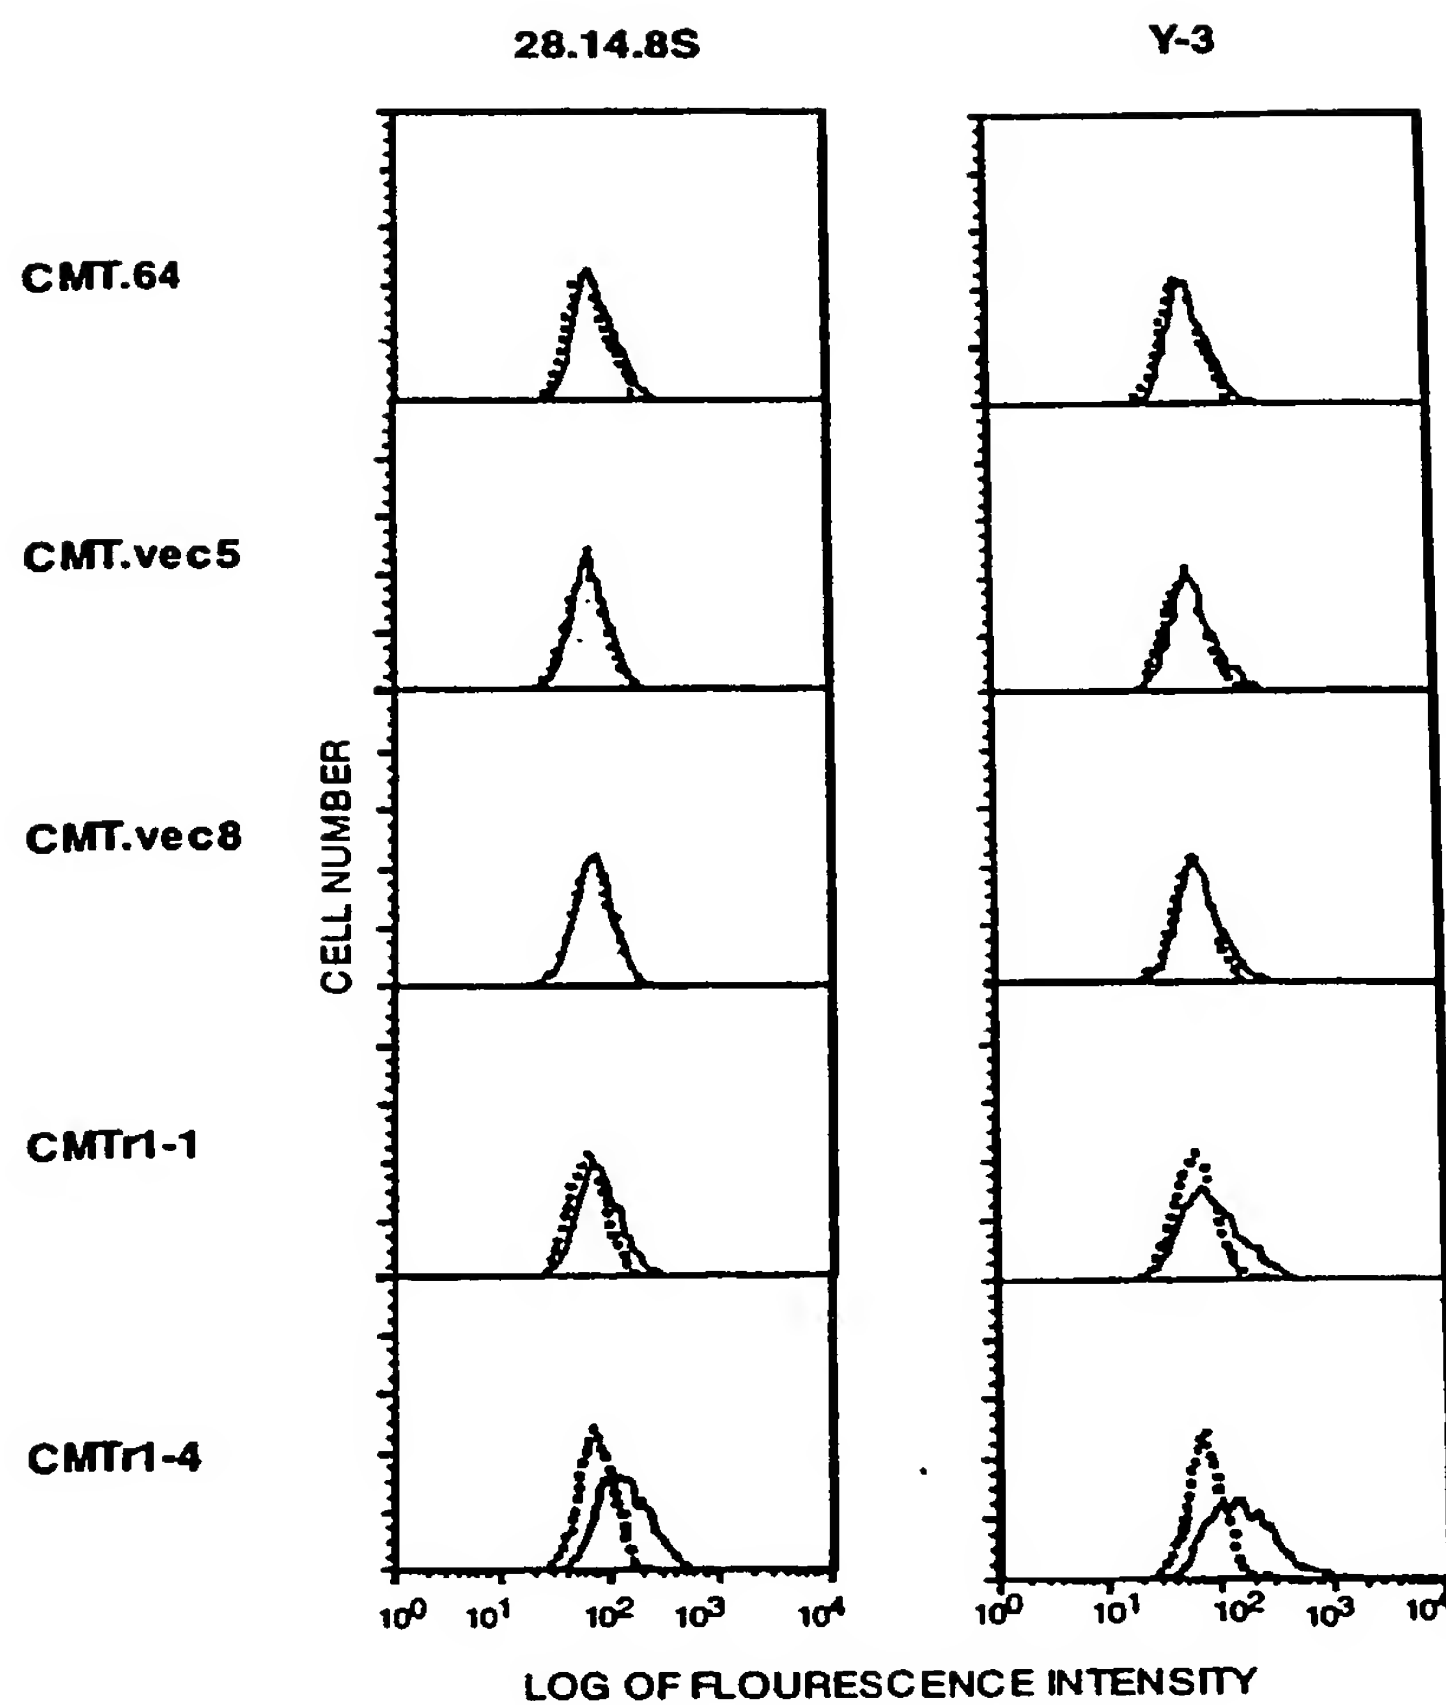 28.14.8S Y-3
CMT.64
CMT.vec5
CMT.vec8
CMTr1-1
CMTr1-4
CELL NUMBER
10⁰ 10¹ 10² 10³ 10⁴ 10⁰ 10¹ 10² 10³
LOG OF FLOURESCENCE INTENSITY